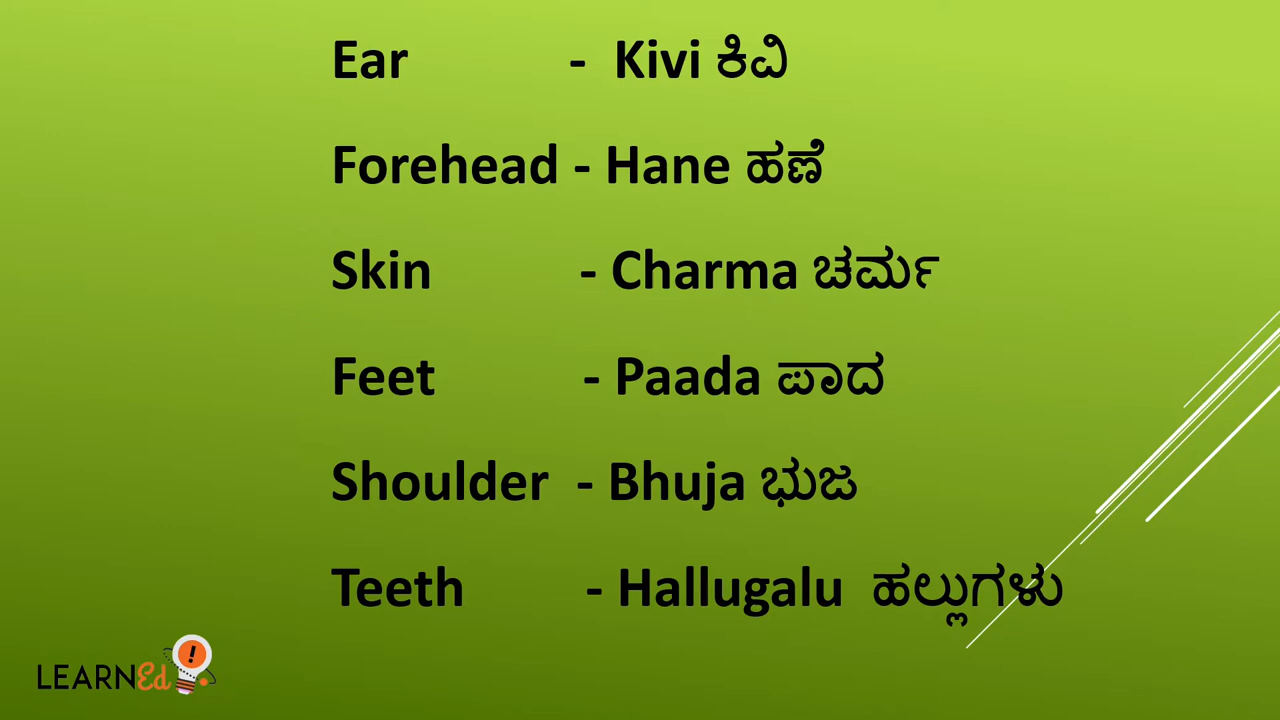 Ear - Kivi ಕಿವಿ
Forehead - Hane ಹಣೆ
Skin - Charma ಚರ್ಮ
Feet - Paada ಪಾದ
Shoulder - Bhuja ಭುಜ
Teeth - Hallugalu ಹಲ್ಲುಗಳು
LEARNEd !